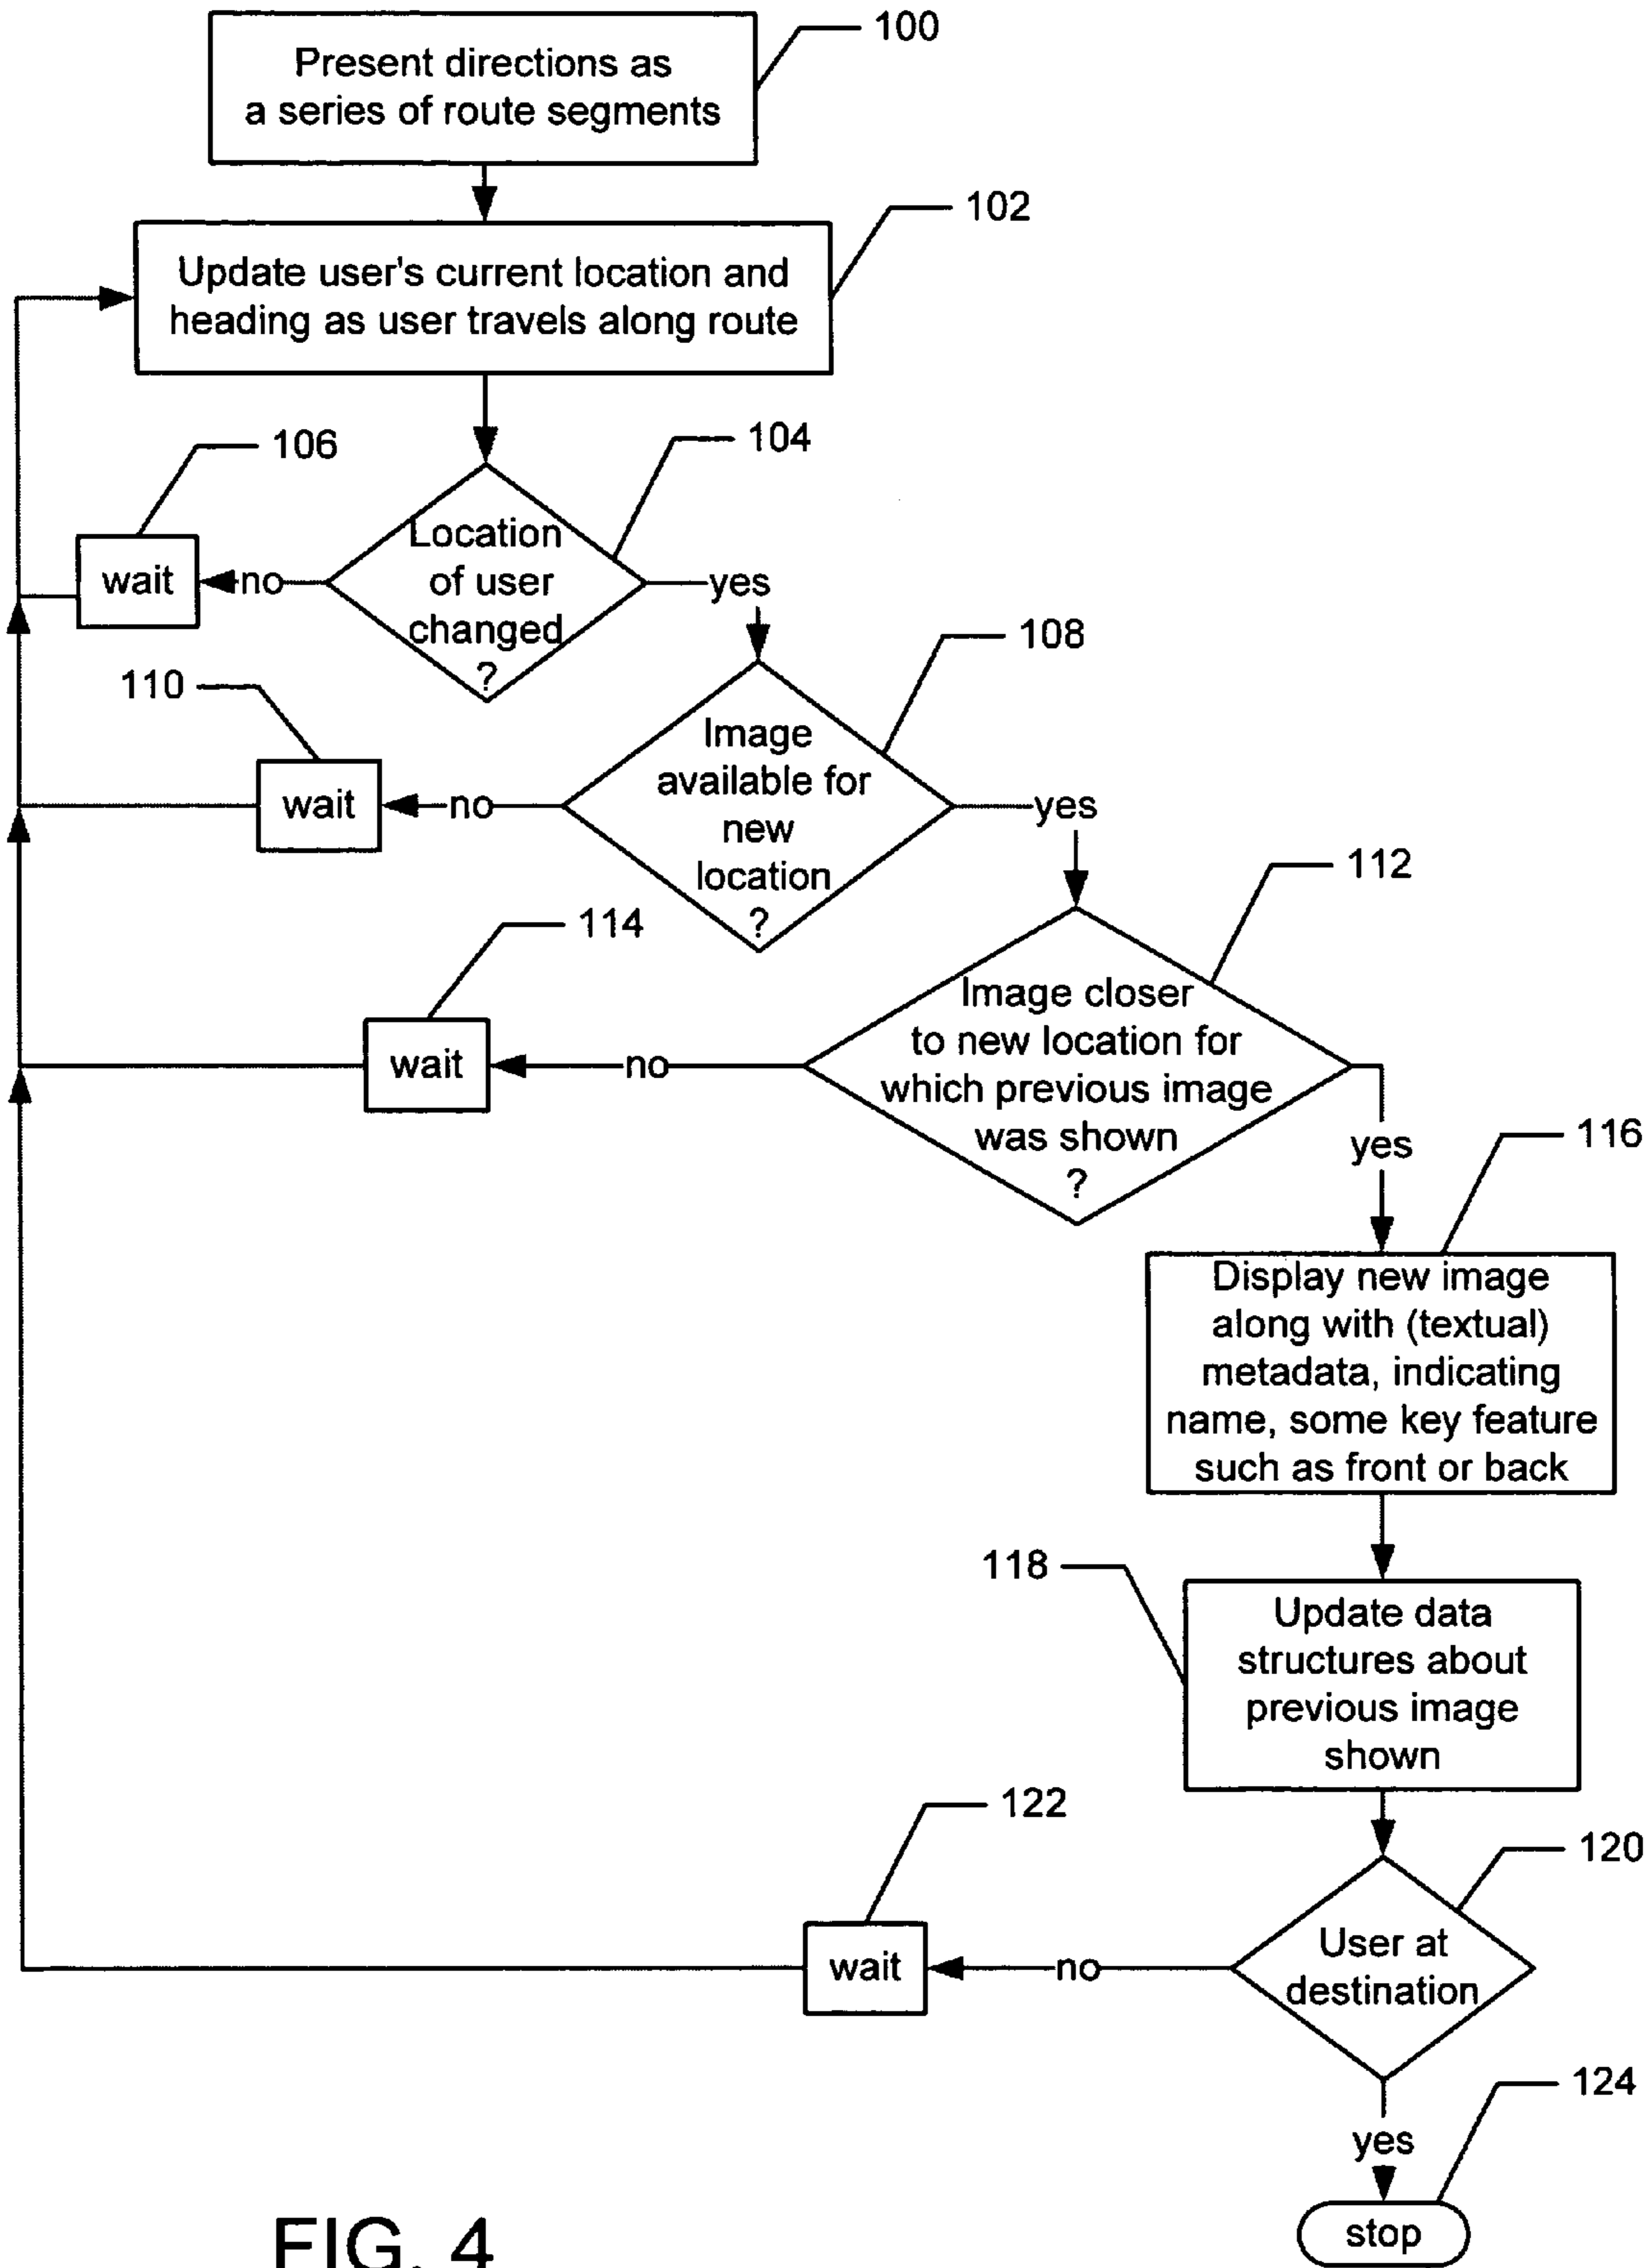 100
Present directions as
a series of route segments
102
Update user's current location and
heading as user travels along route
106
104
wait
no
Location
of user
changed
?
yes
108
110
wait
no
Image
available for
new
location
?
yes
112
114
wait
no
Image closer
to new location for
which previous image
was shown
?
yes
116
Display new image
along with (textual)
metadata, indicating
name, some key feature
such as front or back
118
Update data
structures about
previous image
shown
122
120
wait
no
User at
destination
yes
124
stop
FIG. 4